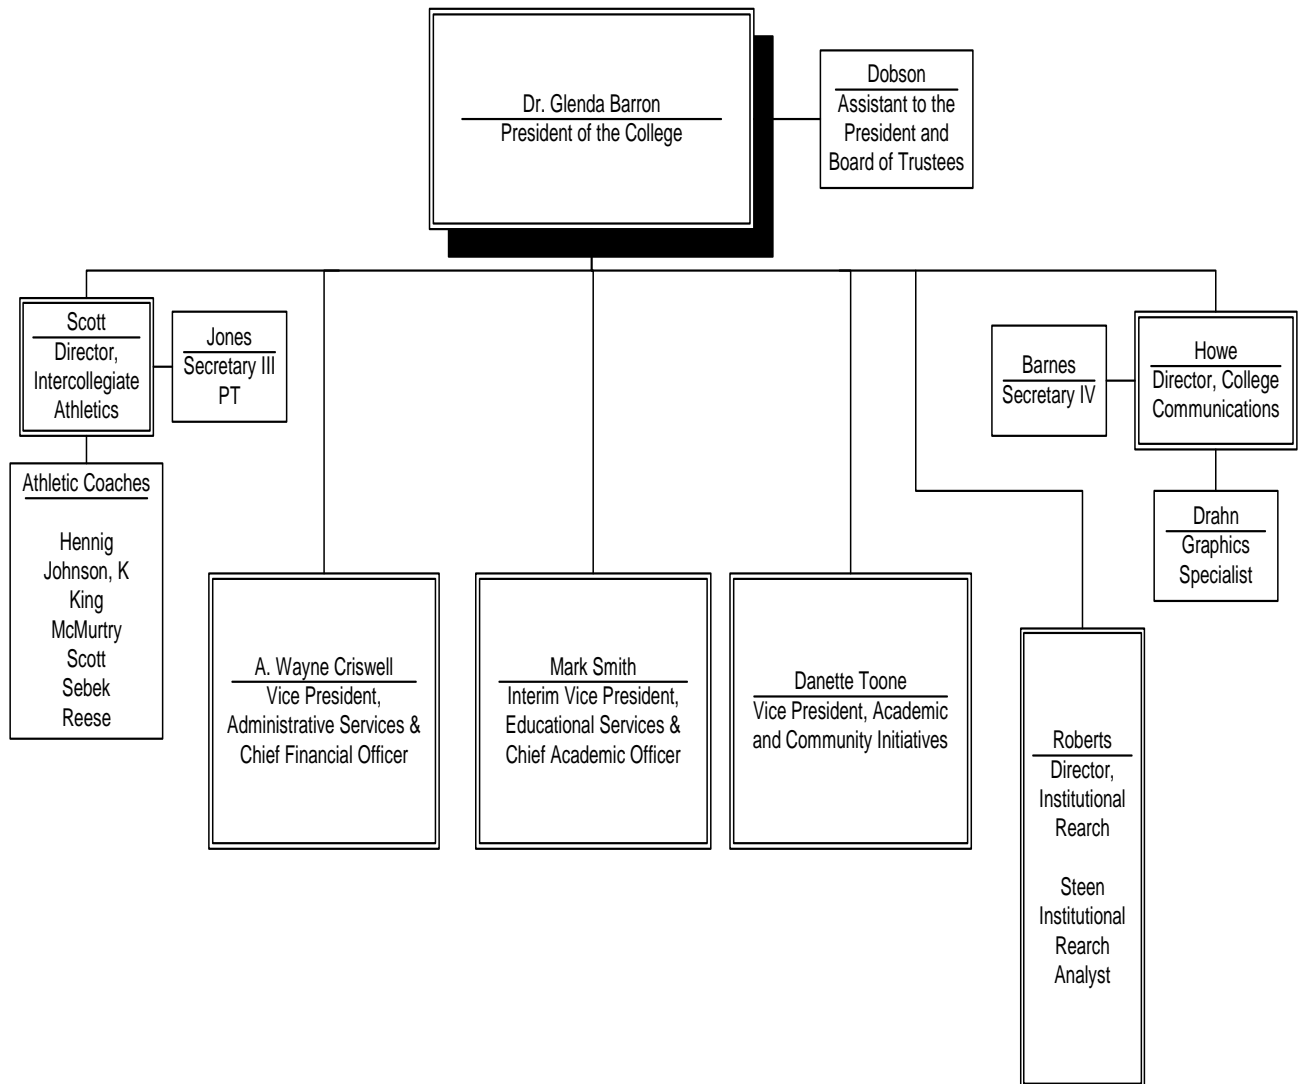 Dr. Glenda Barron
President of the College
Dobson
Assistant to the
President and
Board of Trustees
Scott
Director,
Intercollegiate
Athletics
Jones
Secretary III
PT
Barnes
Secretary IV
Howe
Director, College
Communications
Athletic Coaches
Hennig
Johnson, K
King
McMurtry
Scott
Sebek
Reese
Drahn
Graphics
Specialist
A. Wayne Criswell
Vice President,
Administrative Services &
Chief Financial Officer
Mark Smith
Interim Vice President,
Educational Services &
Chief Academic Officer
Danette Toone
Vice President, Academic
and Community Initiatives
Roberts
Director,
Institutional
Rearch
Steen
Institutional
Rearch
Analyst